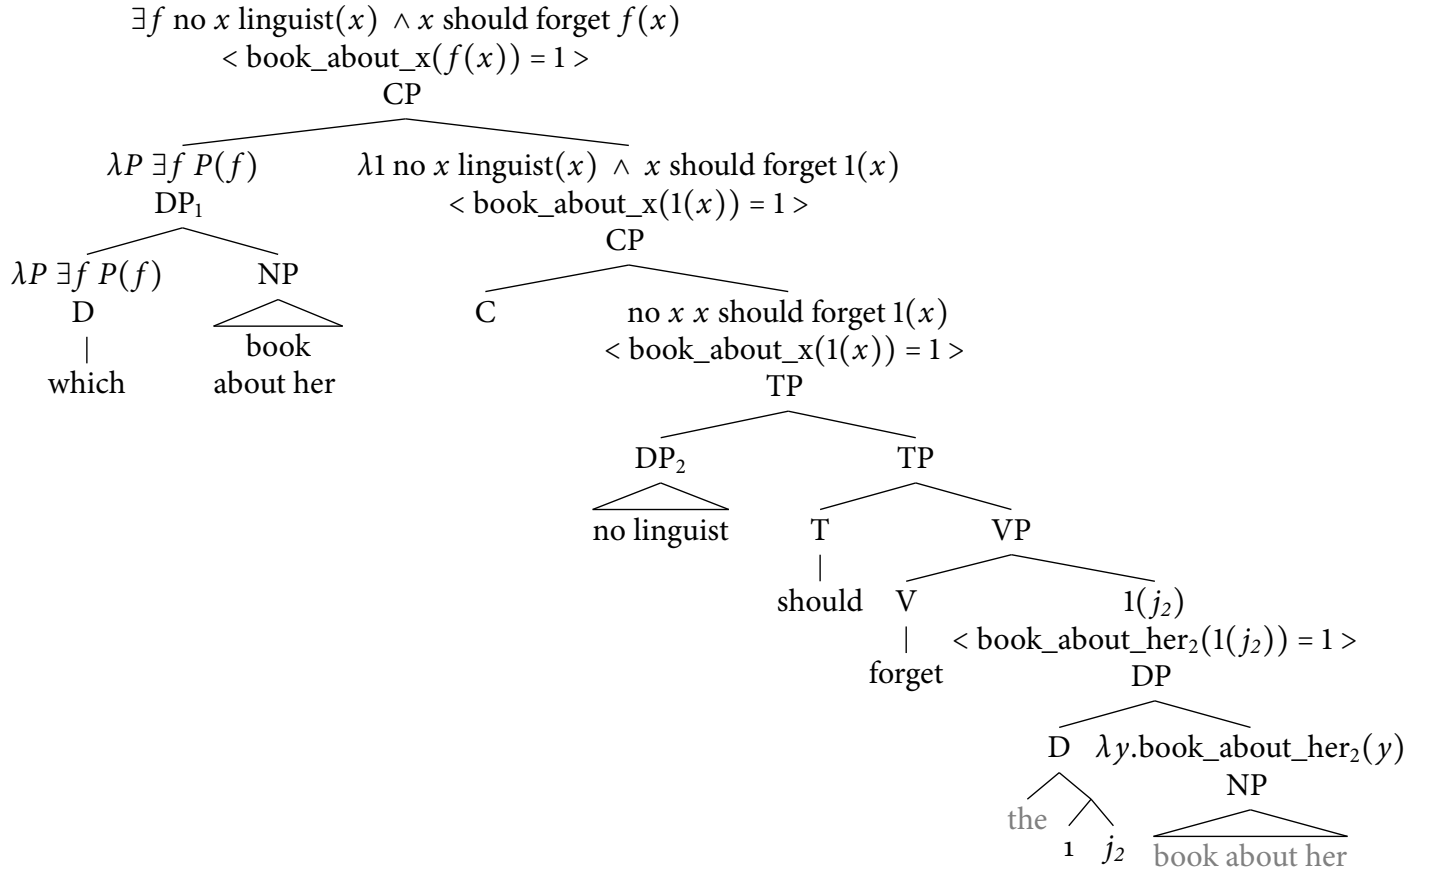 ∃f no x linguist(x) ∧ x should forget f(x)
< book_about_x(f(x)) = 1 >
CP
λP ∃f P(f)
DP₁
λ1 no x linguist(x) ∧ x should forget 1(x)
< book_about_x(1(x)) = 1 >
CP
λP ∃f P(f)
D
which
NP
book
about her
C
no x x should forget 1(x)
< book_about_x(1(x)) = 1 >
TP
DP₂
no linguist
TP
T
should
VP
V
forget
1(j₂)
< book_about_her₂(1(j₂)) = 1 >
DP
D
the
1
j₂
λy.book_about_her₂(y)
NP
book about her